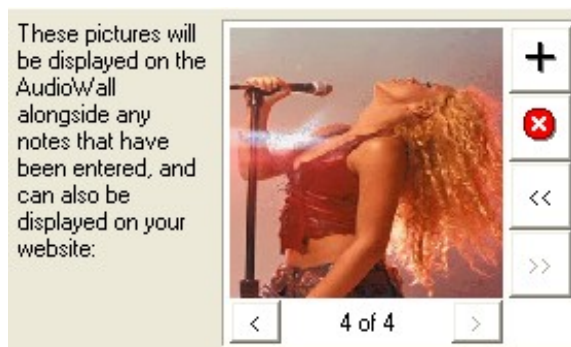 These pictures will
be displayed on the
AudioWall
alongside any
notes that have
been entered, and
can also be
displayed on your
website:
+
<<
>>
< 4 of 4 >